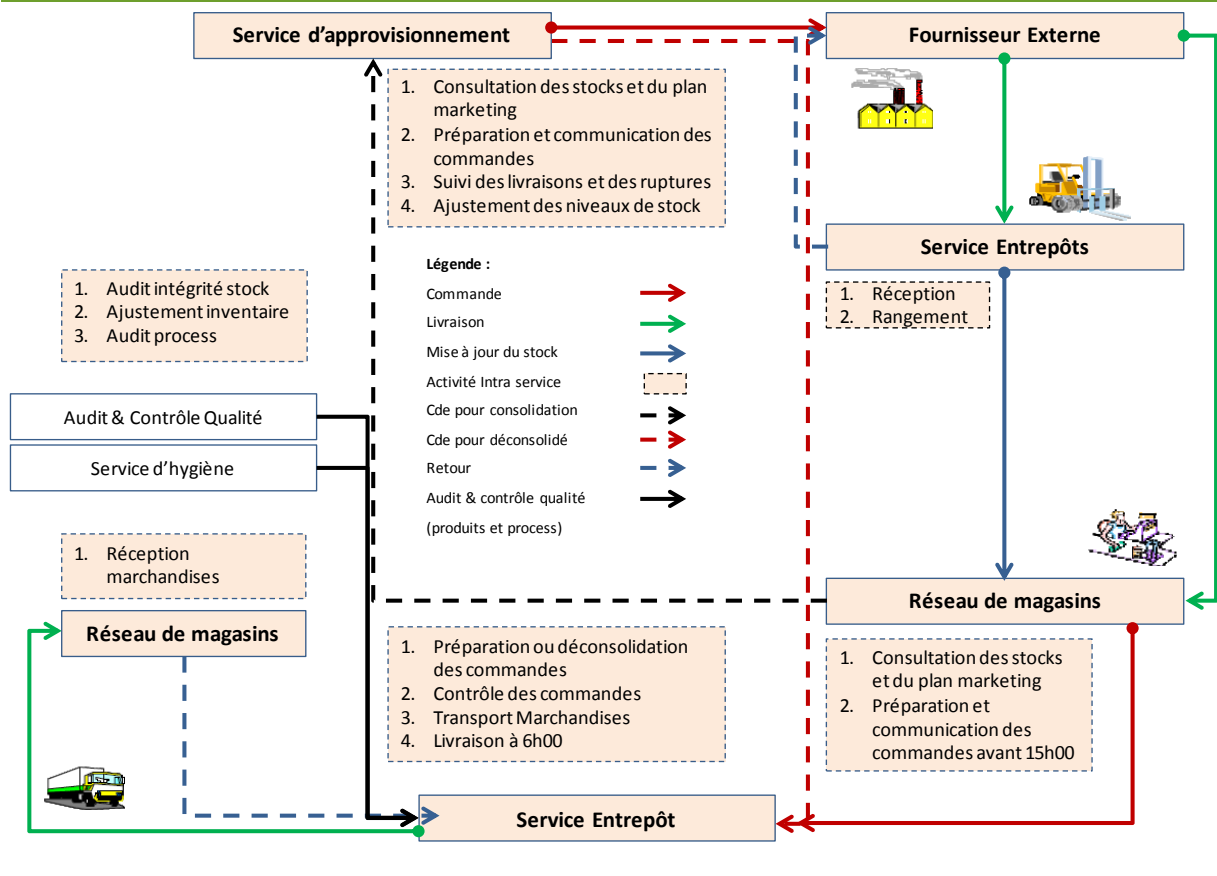 Service d'approvisionnement
Fournisseur Externe
1. Consultation des stocks et du plan
marketing
2. Préparation et communication des
commandes
3. Suivi des livraisons et des ruptures
4. Ajustement des niveaux de stock
Service Entrepôts
1. Réception
2. Rangement
1. Audit intégrité stock
2. Ajustement inventaire
3. Audit process
Légende :
Commande
Livraison
Mise à jour du stock
Activité Intra service
Cde pour consolidation
Cde pour déconsolidé
Retour
Audit & contrôle qualité
(produits et process)
Audit & Contrôle Qualité
Service d'hygiène
1. Réception
marchandises
Réseau de magasins
Réseau de magasins
1. Préparation ou déconsolidation
des commandes
2. Contrôle des commandes
3. Transport Marchandises
4. Livraison à 6h00
1. Consultation des stocks
et du plan marketing
2. Préparation et
communication des
commandes avant 15h00
Service Entrepôt